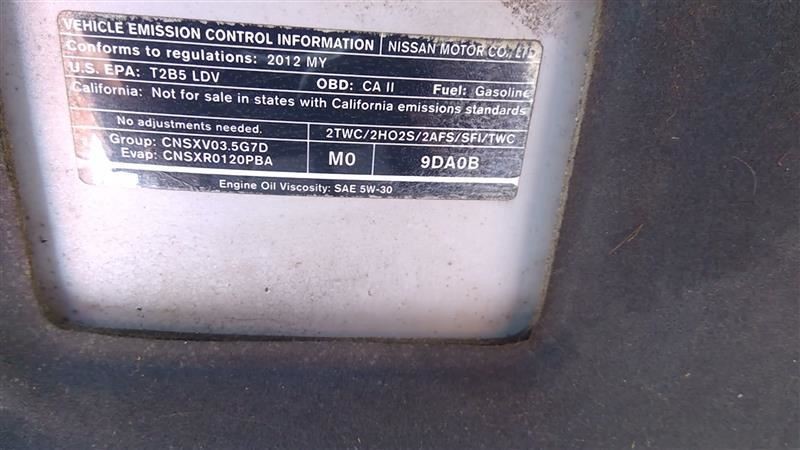 VEHICLE EMISSION CONTROL INFORMATION NISSAN MOTOR CO., LTD
Conforms to regulations: 2012 MY
U.S. EPA: T2B5 LDV OBD: CA II Fuel: Gasoline
California: Not for sale in states with California emissions standards
No adjustments needed. 2TWC/2HO2S/2AFS/SFI/TWC
Group: CNSXV03.5G7D
Evap: CNSXR0120PBA M0 9DA0B
Engine Oil Viscosity: SAE 5W-30